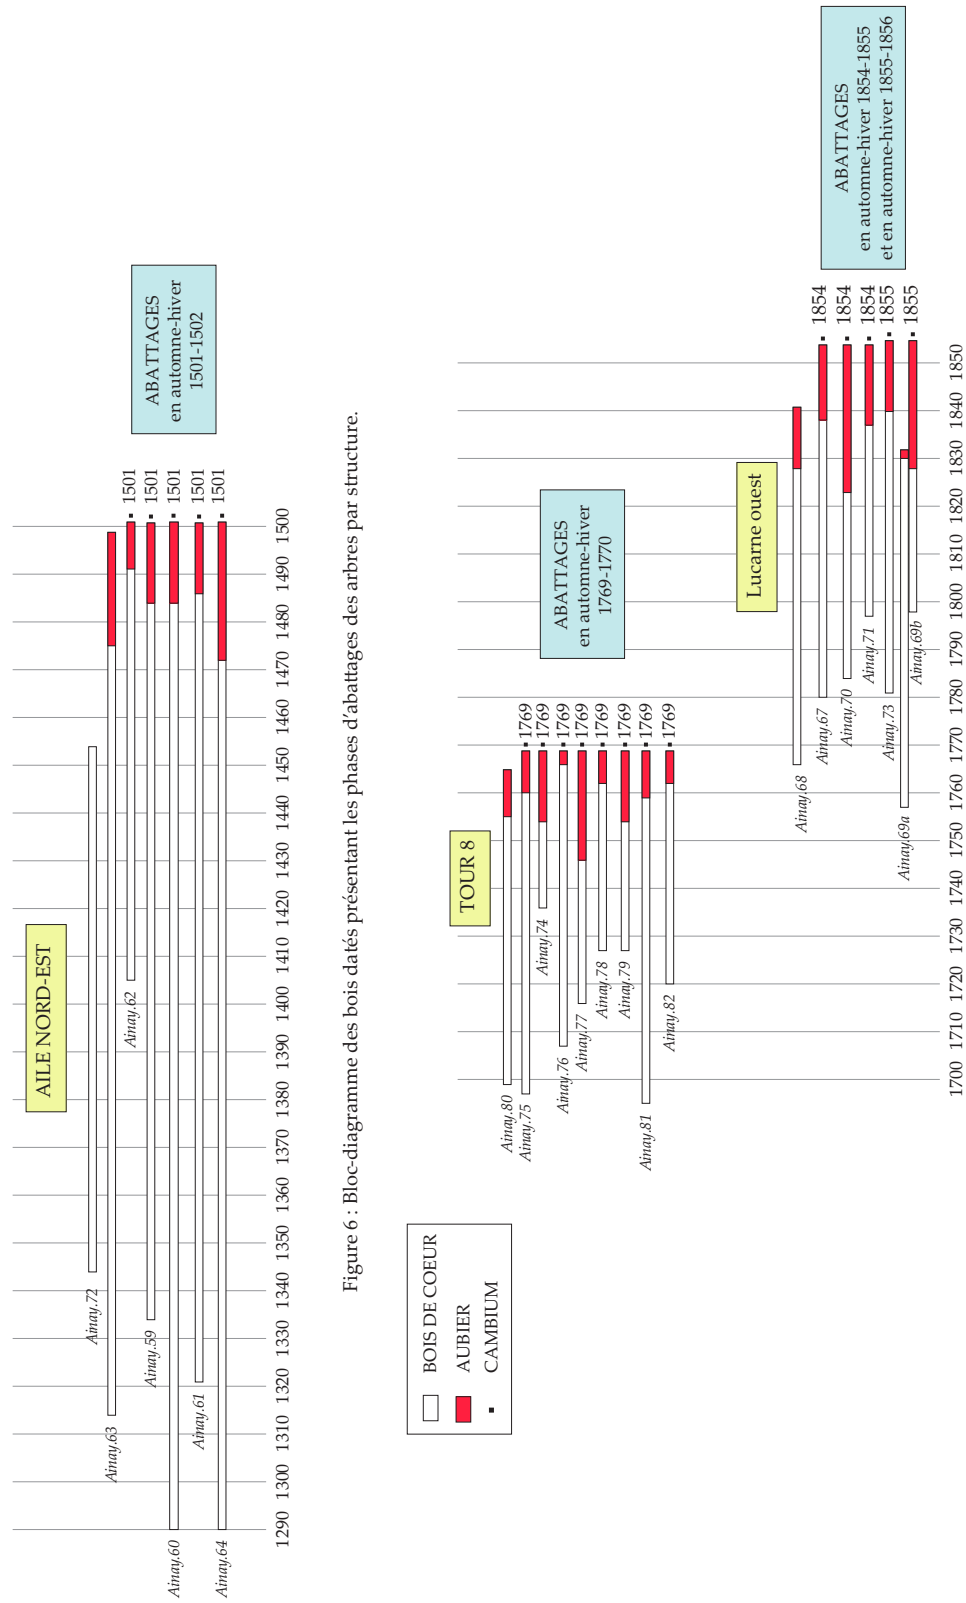 AILE NORD-EST
Ainay.72
Ainay.63
Ainay.62
1501
Ainay.59
1501
Ainay.60
1501
Ainay.61
1501
Ainay.64
1501
ABATTAGES
en automne-hiver
1501-1502
1290 1300 1310 1320 1330 1340 1350 1360 1370 1380 1390 1400 1410 1420 1430 1440 1450 1460 1470 1480 1490 1500
Figure 6 : Bloc-diagramme des bois datés présentant les phases d'abattages des arbres par structure.
BOIS DE COEUR
AUBIER
CAMBIUM
TOUR 8
Ainay.80
Ainay.75
1769
Ainay.74
1769
Ainay.76
1769
Ainay.77
1769
Ainay.78
1769
Ainay.79
1769
Ainay.81
1769
Ainay.82
1769
ABATTAGES
en automne-hiver
1769-1770
Lucarne ouest
Ainay.68
Ainay.67
1854
Ainay.70
1854
Ainay.71
1854
Ainay.73
1855
Ainay.69a
Ainay.69b
1855
ABATTAGES
en automne-hiver 1854-1855
et en automne-hiver 1855-1856
1700 1710 1720 1730 1740 1750 1760 1770 1780 1790 1800 1810 1820 1830 1840 1850